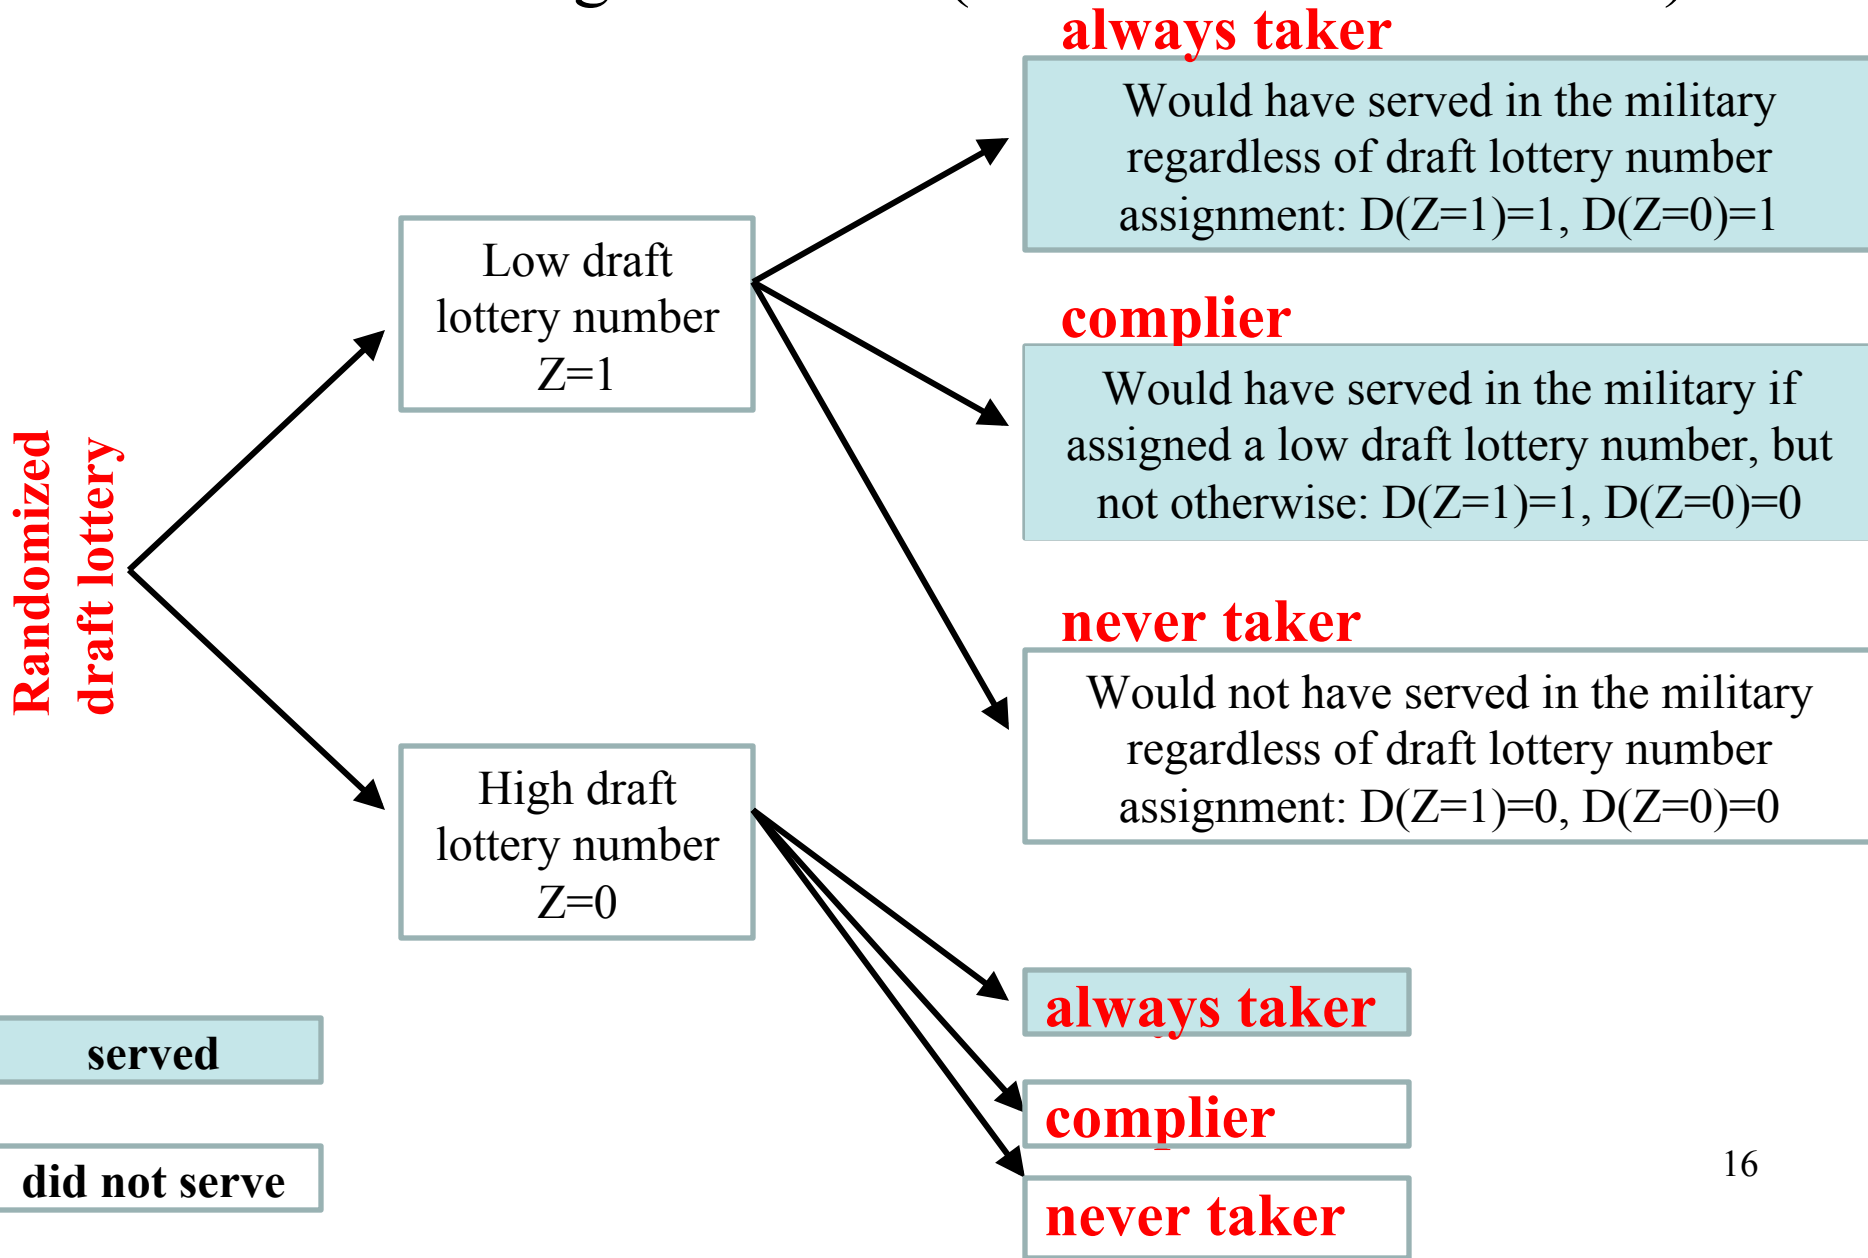 always taker
Would have served in the military
regardless of draft lottery number
assignment: D(Z=1)=1, D(Z=0)=1
Low draft
lottery number
Z=1
complier
Would have served in the military if
assigned a low draft lottery number, but
not otherwise: D(Z=1)=1, D(Z=0)=0
Randomized
draft lottery
never taker
Would not have served in the military
regardless of draft lottery number
assignment: D(Z=1)=0, D(Z=0)=0
High draft
lottery number
Z=0
always taker
complier
never taker
served
did not serve
16